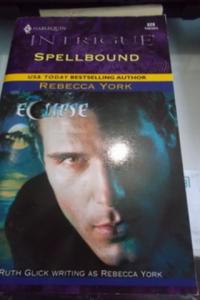 HARLEQUIN
INTRIGUE
SPELLBOUND
USA TODAY BESTSELLING AUTHOR
REBECCA YORK
ECLIPSE
RUTH GLICK WRITING AS REBECCA YORK